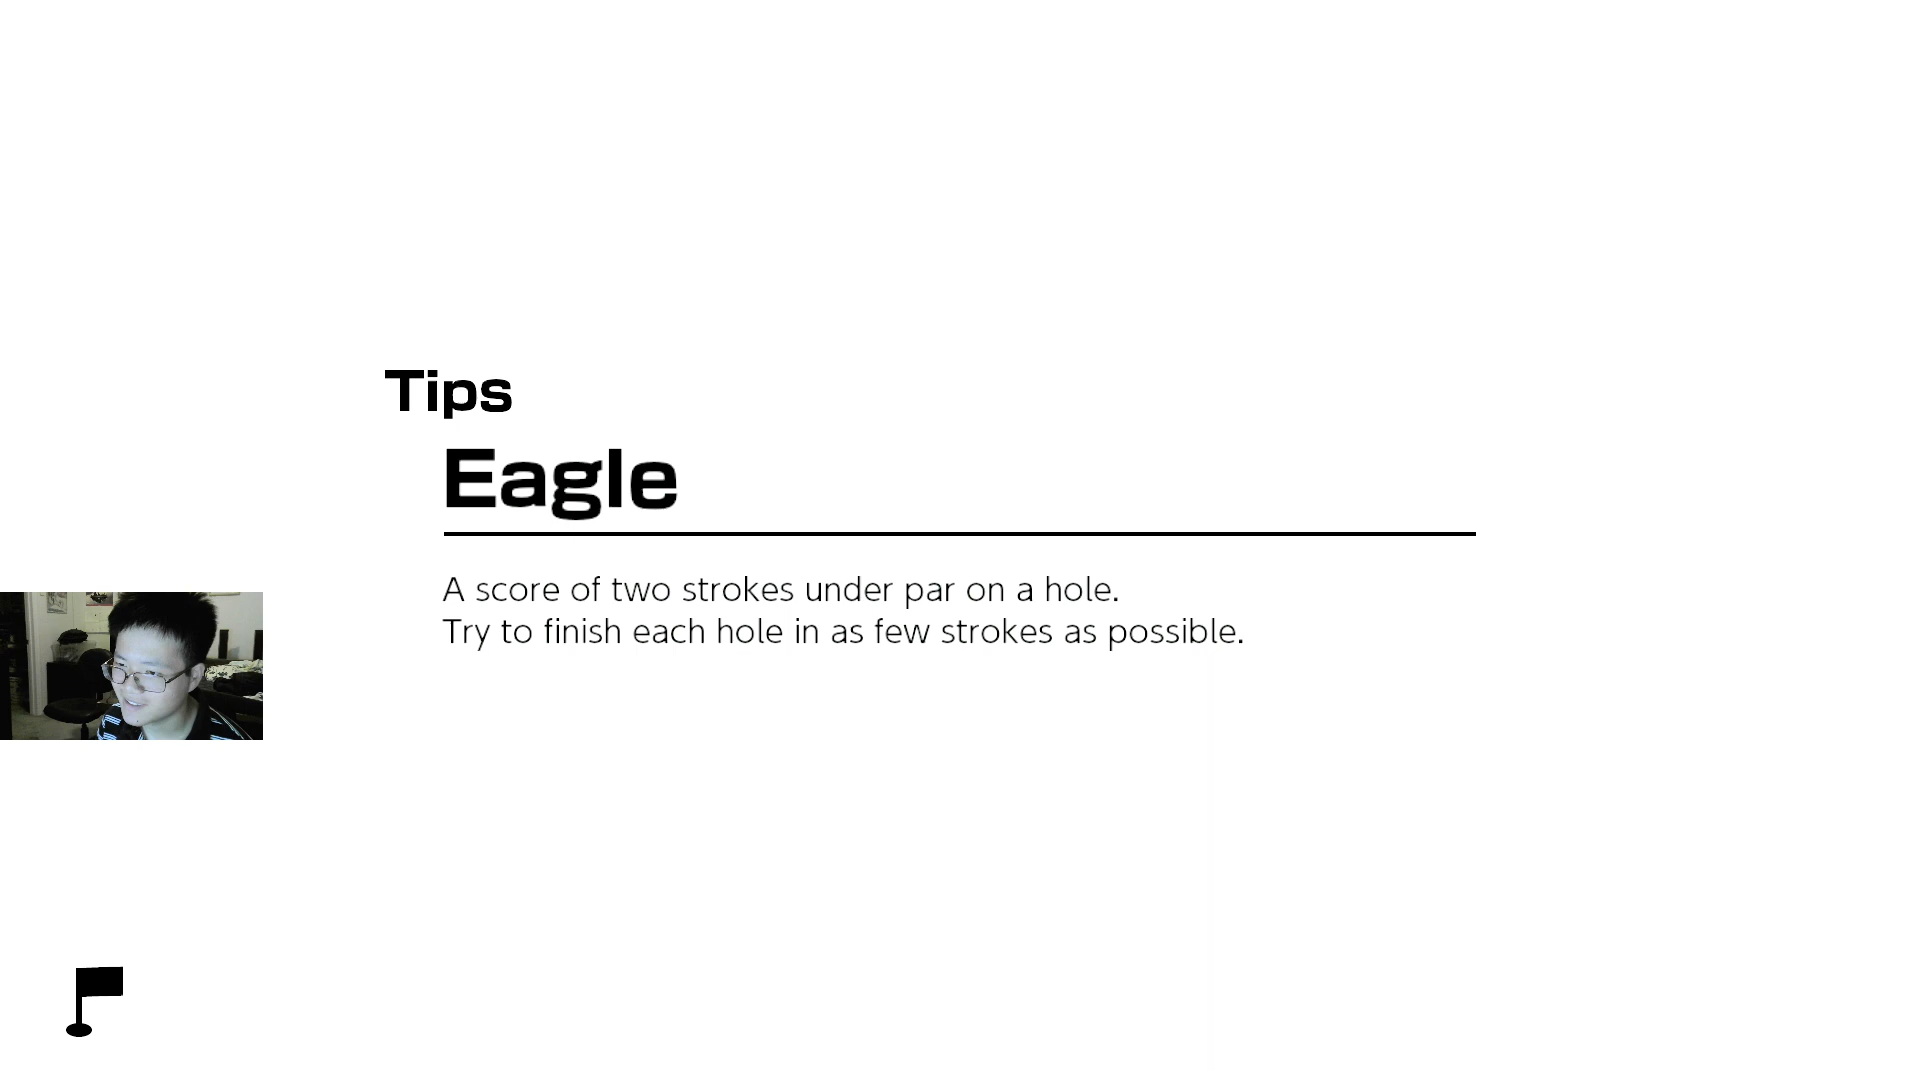 Tips
Eagle
A score of two strokes under par on a hole.
Try to finish each hole in as few strokes as possible.